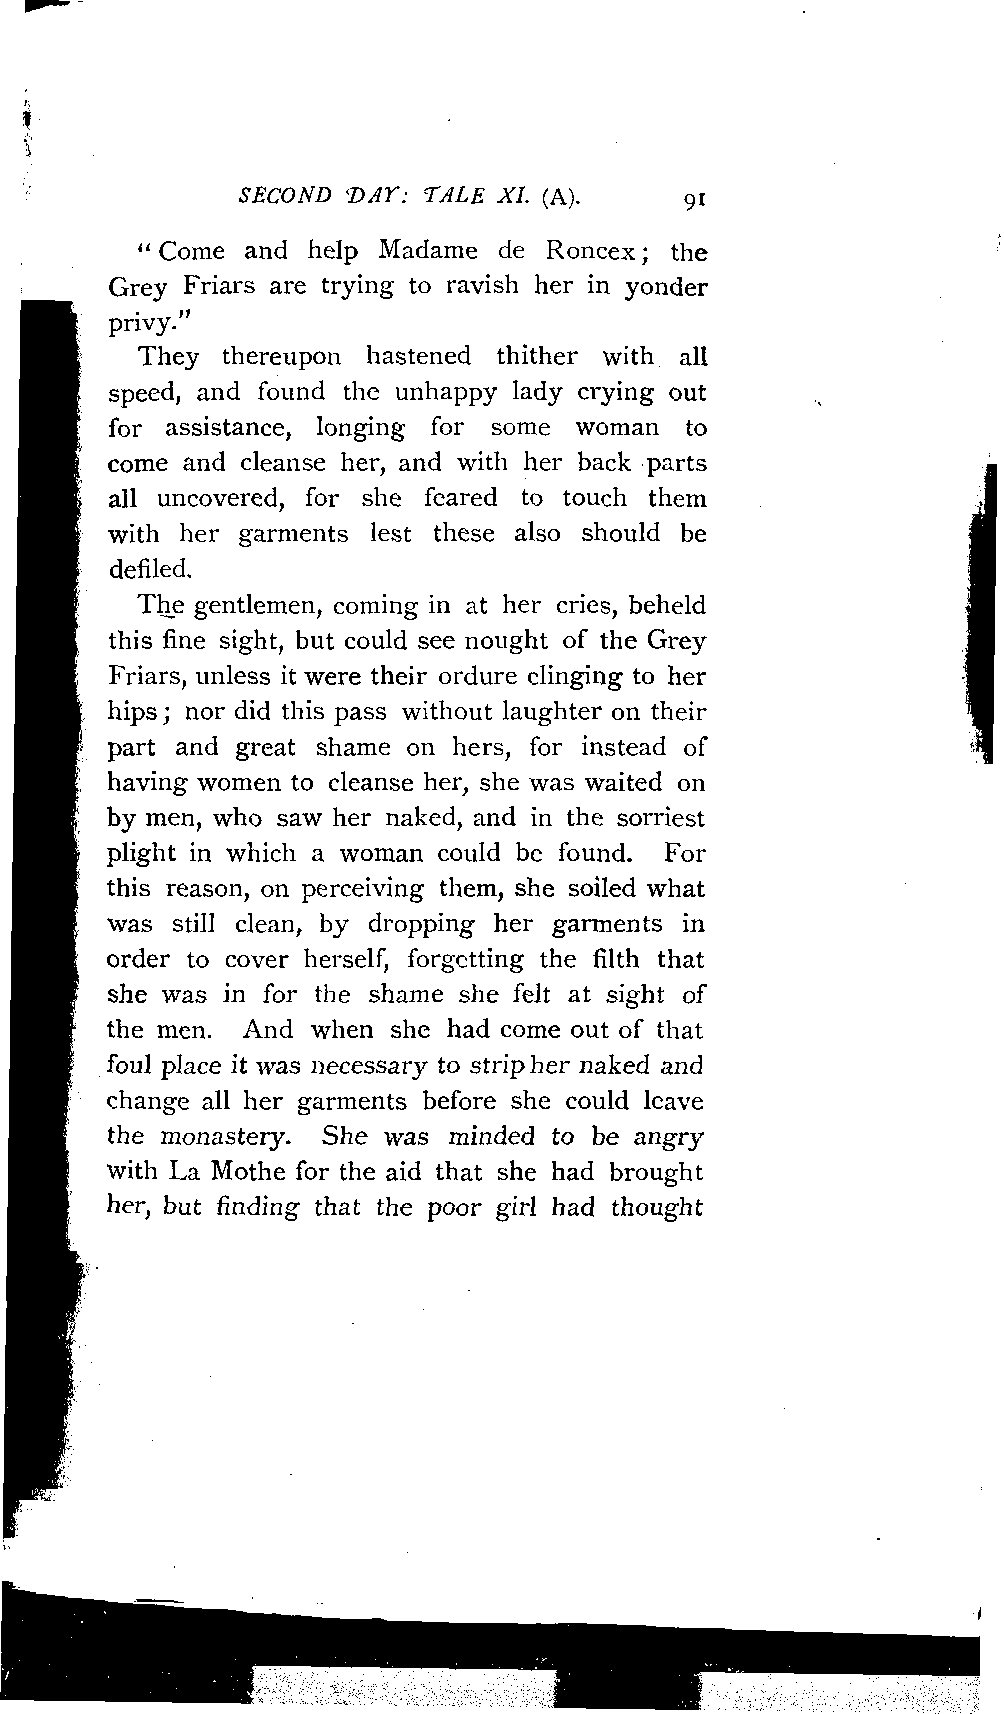 SECOND DAY: TALE XI. (A). 91
“Come and help Madame de Roncex; the
Grey Friars are trying to ravish her in yonder
privy.”
They thereupon hastened thither with all
speed, and found the unhappy lady crying out
for assistance, longing for some woman to
come and cleanse her, and with her back parts
all uncovered, for she feared to touch them
with her garments lest these also should be
defiled.
The gentlemen, coming in at her cries, beheld
this fine sight, but could see nought of the Grey
Friars, unless it were their ordure clinging to her
hips; nor did this pass without laughter on their
part and great shame on hers, for instead of
having women to cleanse her, she was waited on
by men, who saw her naked, and in the sorriest
plight in which a woman could be found. For
this reason, on perceiving them, she soiled what
was still clean, by dropping her garments in
order to cover herself, forgetting the filth that
she was in for the shame she felt at sight of
the men. And when she had come out of that
foul place it was necessary to strip her naked and
change all her garments before she could leave
the monastery. She was minded to be angry
with La Mothe for the aid that she had brought
her, but finding that the poor girl had thought